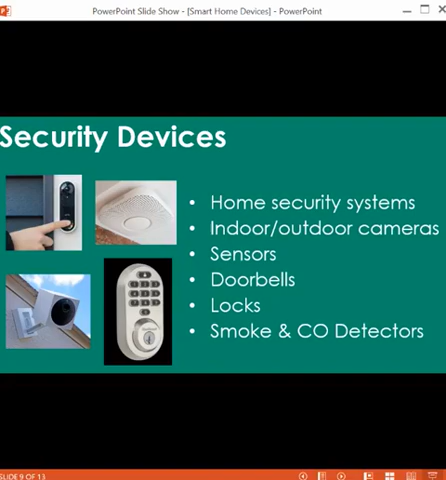 PowerPoint Slide Show - [Smart Home Devices] - PowerPoint
Security Devices
• Home security systems
• Indoor/outdoor cameras
• Sensors
• Doorbells
• Locks
• Smoke & CO Detectors
SLIDE 9 OF 13